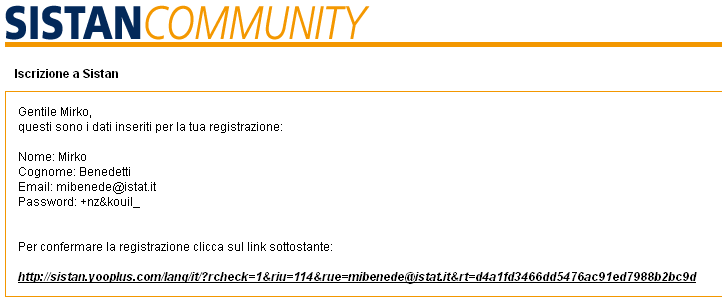 SISTANCOMMUNITY
Iscrizione a Sistan
Gentile Mirko,
questi sono i dati inseriti per la tua registrazione:
Nome: Mirko
Cognome: Benedetti
Email: mibenede@istat.it
Password: +nz&kouil_
Per confermare la registrazione clicca sul link sottostante:
http://sistan.yooplus.com/lang/it/?rcheck=1&riu=114&rue=mibenede@istat.it&rt=d4a1fd3466dd5476ac91ed7988b2bc9d